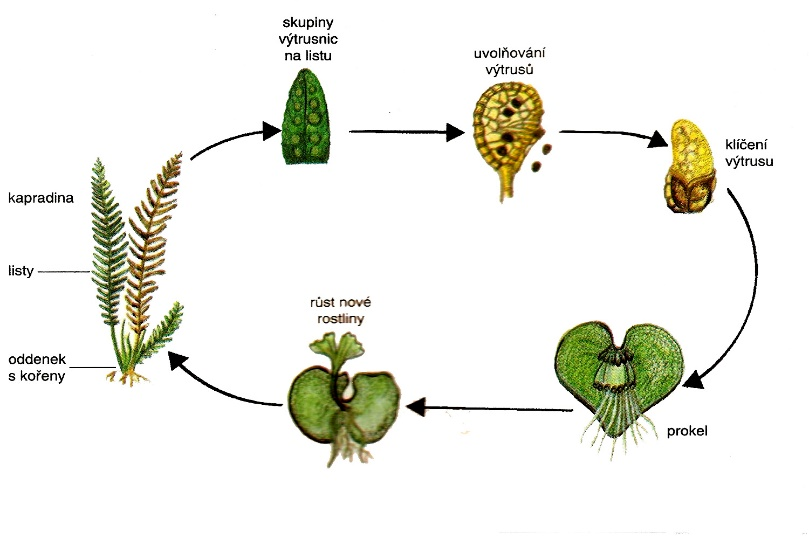 skupiny
výtrusnic
na listu
uvolňování
výtrusů
klíčení
výtrusu
kapradina
listy
oddenek
s kořeny
růst nové
rostliny
prokel